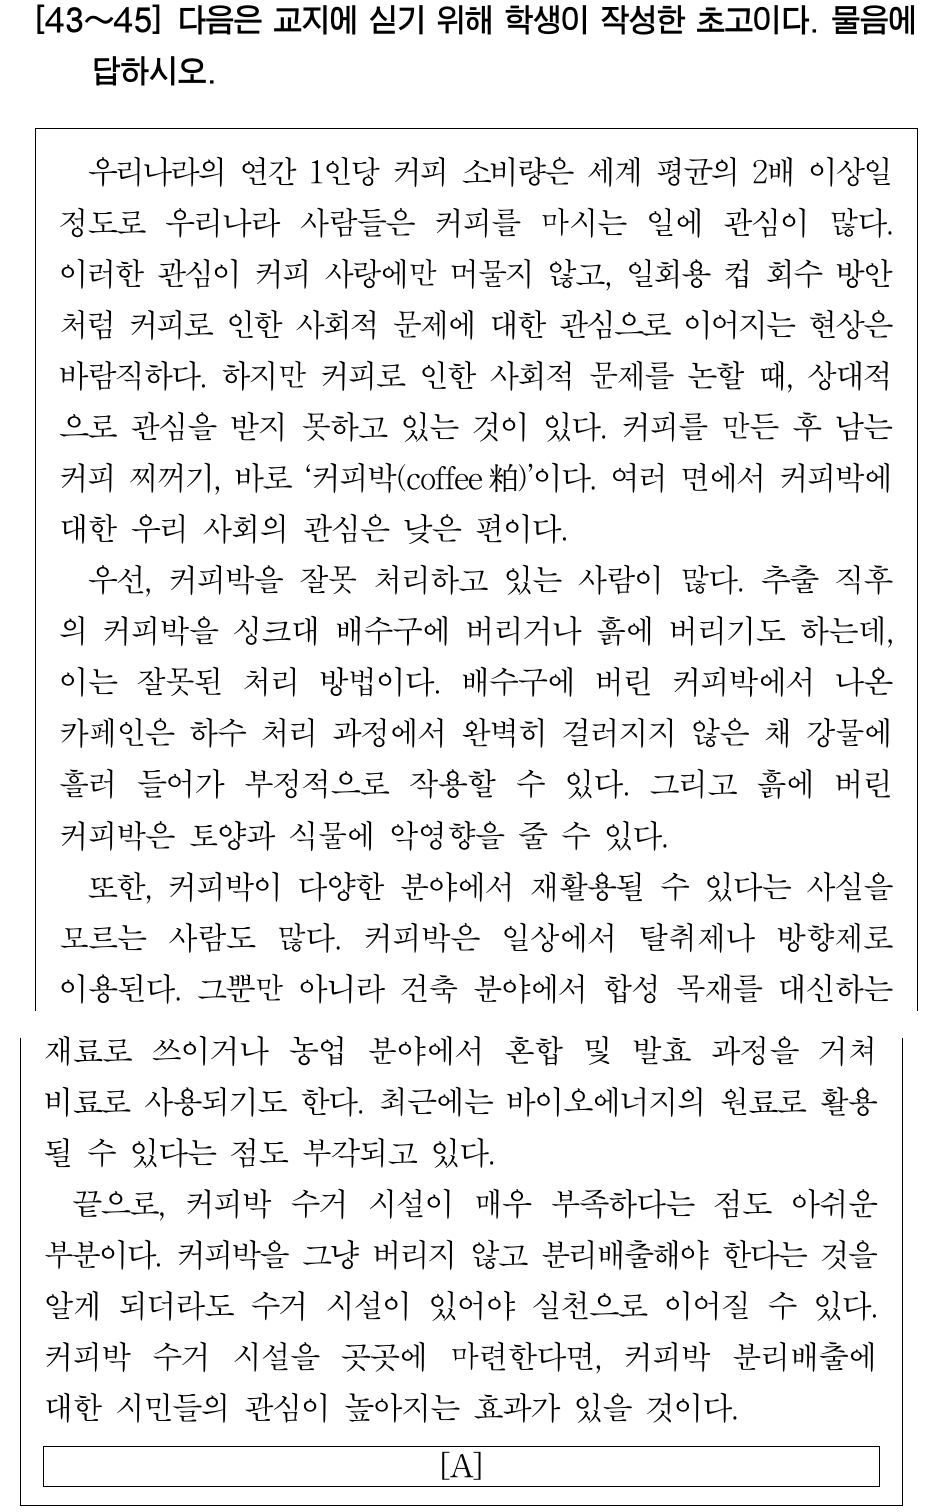 [43~45] 다음은 교지에 싣기 위해 학생이 작성한 초고이다. 물음에
답하시오.
우리나라의 연간 1인당 커피 소비량은 세계 평균의 2배 이상일
정도로 우리나라 사람들은 커피를 마시는 일에 관심이 많다.
이러한 관심이 커피 사랑에만 머물지 않고, 일회용 컵 회수 방안
처럼 커피로 인한 사회적 문제에 대한 관심으로 이어지는 현상은
바람직하다. 하지만 커피로 인한 사회적 문제를 논할 때, 상대적
으로 관심을 받지 못하고 있는 것이 있다. 커피를 만든 후 남는
커피 찌꺼기, 바로 ‘커피박(coffee 粕)’이다. 여러 면에서 커피박에
대한 우리 사회의 관심은 낮은 편이다.
우선, 커피박을 잘못 처리하고 있는 사람이 많다. 추출 직후
의 커피박을 싱크대 배수구에 버리거나 흙에 버리기도 하는데,
이는 잘못된 처리 방법이다. 배수구에 버린 커피박에서 나온
카페인은 하수 처리 과정에서 완벽히 걸러지지 않은 채 강물에
흘러 들어가 부정적으로 작용할 수 있다. 그리고 흙에 버린
커피박은 토양과 식물에 악영향을 줄 수 있다.
또한, 커피박이 다양한 분야에서 재활용될 수 있다는 사실을
모르는 사람도 많다. 커피박은 일상에서 탈취제나 방향제로
이용된다. 그뿐만 아니라 건축 분야에서 합성 목재를 대신하는
재료로 쓰이거나 농업 분야에서 혼합 및 발효 과정을 거쳐
비료로 사용되기도 한다. 최근에는 바이오에너지의 원료로 활용
될 수 있다는 점도 부각되고 있다.
끝으로, 커피박 수거 시설이 매우 부족하다는 점도 아쉬운
부분이다. 커피박을 그냥 버리지 않고 분리배출해야 한다는 것을
알게 되더라도 수거 시설이 있어야 실천으로 이어질 수 있다.
커피박 수거 시설을 곳곳에 마련한다면, 커피박 분리배출에
대한 시민들의 관심이 높아지는 효과가 있을 것이다.
[A]